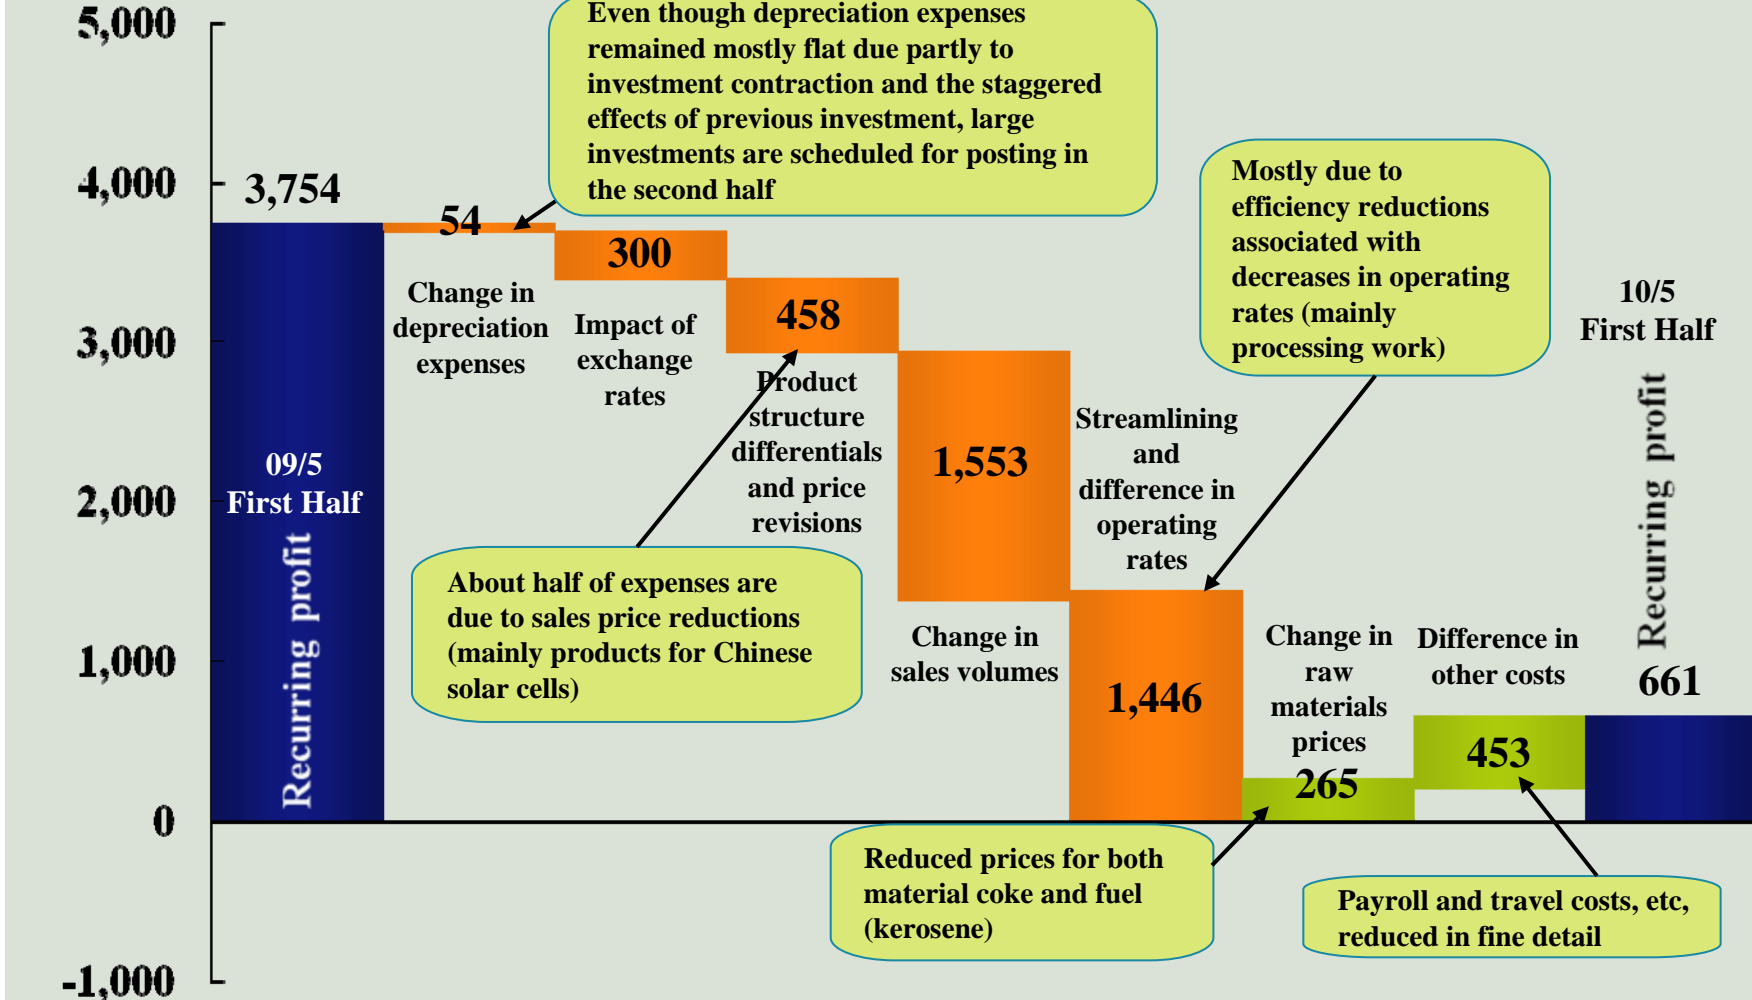 5,000
4,000
3,000
2,000
1,000
0
-1,000
3,754
09/5
First Half
Recurring profit
Even though depreciation expenses
remained mostly flat due partly to
investment contraction and the staggered
effects of previous investment, large
investments are scheduled for posting in
the second half
54
Change in
depreciation
expenses
300
Impact of
exchange
rates
458
Product
structure
differentials
and price
revisions
About half of expenses are
due to sales price reductions
(mainly products for Chinese
solar cells)
1,553
Change in
sales volumes
Mostly due to
efficiency reductions
associated with
decreases in operating
rates (mainly
processing work)
Streamlining
and
difference in
operating
rates
1,446
Change in
raw
materials
prices
265
Reduced prices for both
material coke and fuel
(kerosene)
Difference in
other costs
453
Payroll and travel costs, etc,
reduced in fine detail
10/5
First Half
Recurring profit
661